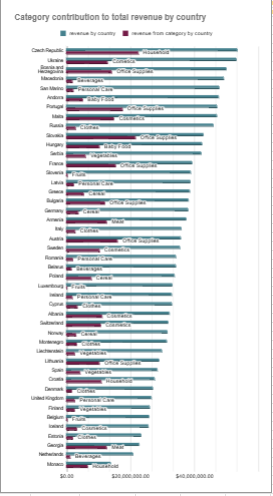 Category contribution to total revenue by country
revenue by country revenue from category by country
Czech Republic Household
Ukraine Cosmetics
Bosnia and
Herzegovina Office Supplies
Macedonia Beverages
San Marino Personal Care
Andorra Baby Food
Portugal Office Supplies
Malta Cosmetics
Russia Clothes
Slovakia Office Supplies
Hungary Baby Food
Serbia Vegetables
France Office Supplies
Slovenia Fruits
Latvia Personal Care
Greece Cereal
Bulgaria Office Supplies
Germany Cereal
Armenia Meat
Italy Clothes
Austria Office Supplies
Sweden Cosmetics
Romania Personal Care
Belarus Beverages
Poland Cereal
Luxembourg Fruits
Ireland Personal Care
Cyprus Clothes
Albania Cosmetics
Switzerland Cosmetics
Norway Cereal
Montenegro Clothes
Liechtenstein Vegetables
Lithuania Office Supplies
Spain Vegetables
Croatia Household
Denmark Clothes
United Kingdom Personal Care
Finland Vegetables
Belgium Fruits
Iceland Cosmetics
Estonia Clothes
Georgia Meat
Netherlands Beverages
Monaco Household
$0.00 $20,000,000.00 $40,000,000.00